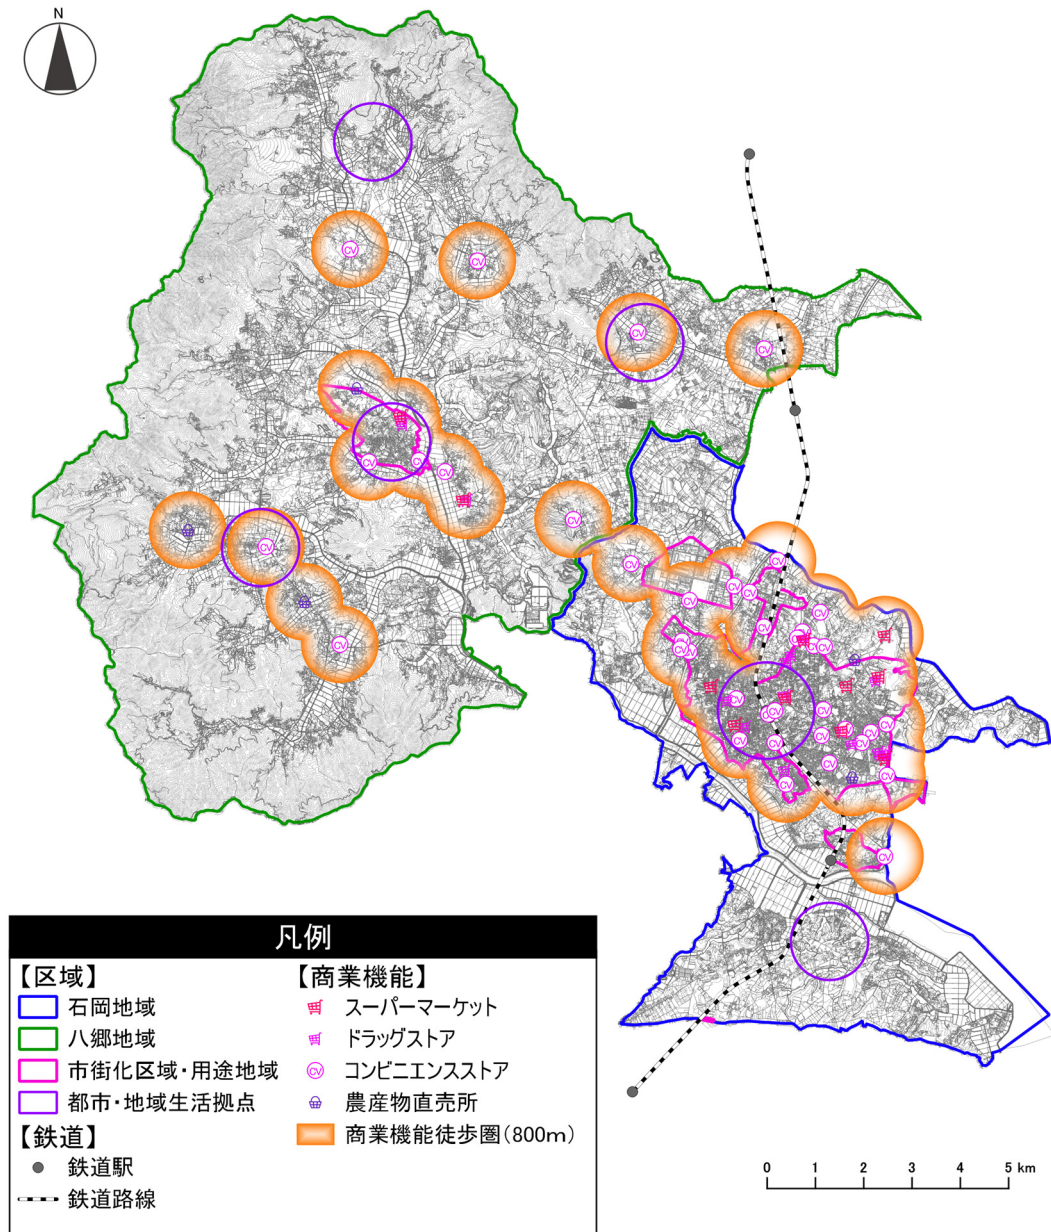 N
0 1 2 3 4 5 km
凡例
【区域】
石岡地域
八郷地域
市街化区域・用途地域
都市・地域生活拠点
【鉄道】
鉄道駅
鉄道路線
【商業機能】
スーパーマーケット
ドラッグストア
CV コンビニエンスストア
農産物直売所
商業機能徒歩圏(800m)